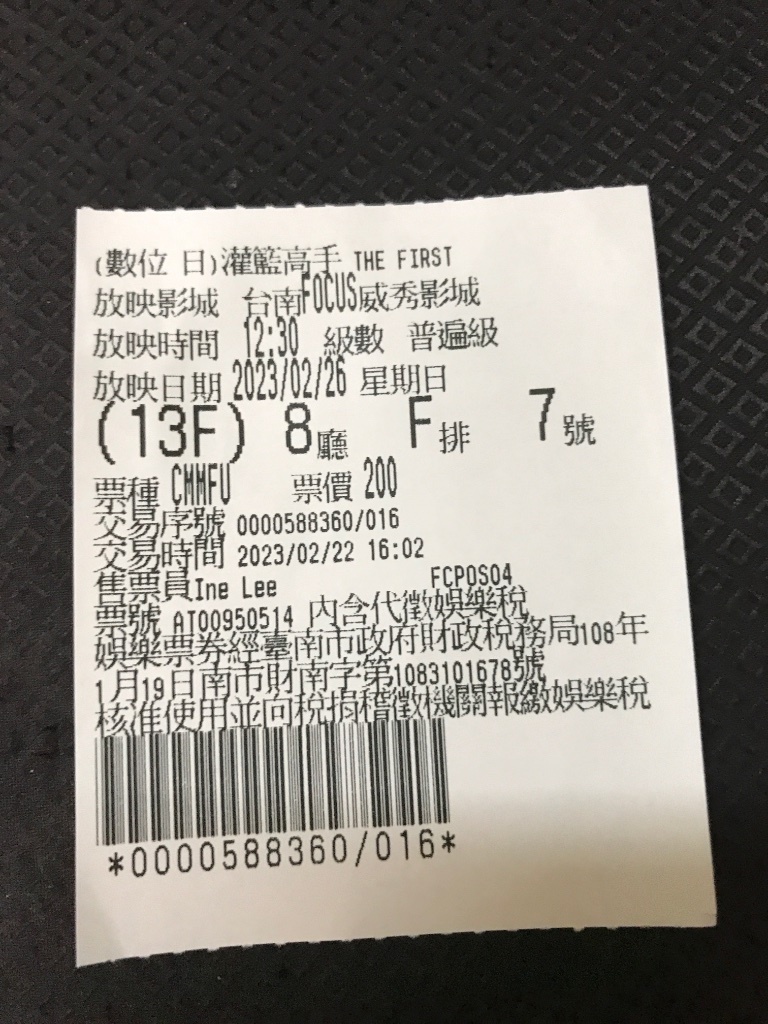 (數位 日)灌籃高手 THE FIRST
放映影城 台南FOCUS威秀影城
放映時間 12:30 級數 普遍級
放映日期 2023/02/26 星期日
(13F) 8廳 F排 7號
票種 CMMFU 票價 200
交易序號 0000588360/016
交易時間 2023/02/22 16:02
售票員Ine Lee FCPOS04
票號 AT00950514 內含代徵娛樂稅
娛樂票券經臺南市政府財政稅務局108年
1月19日南市財南字第1083101678號
核准使用並向稅捐稽徵機關報繳娛樂稅
*0000588360/016*